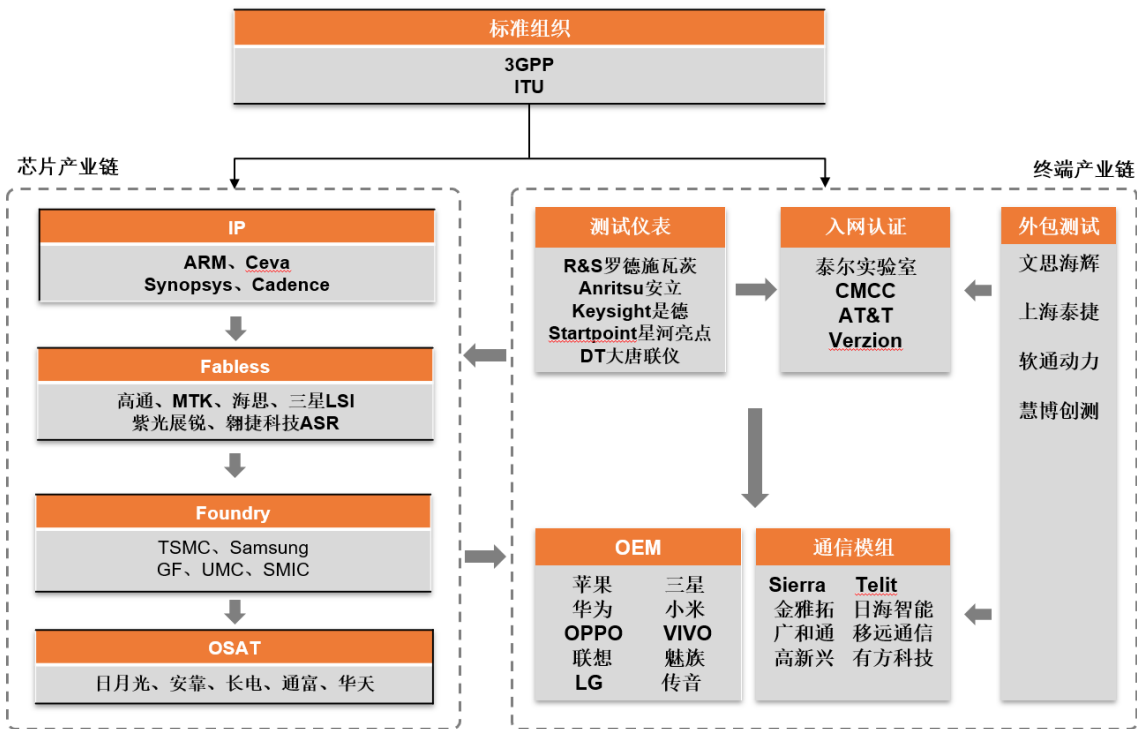 标准组织
3GPP
ITU
芯片产业链
终端产业链
IP
ARM、Ceva
Synopsys、Cadence
Fabless
高通、MTK、海思、三星LSI
紫光展锐、翱捷科技ASR
Foundry
TSMC、Samsung
GF、UMC、SMIC
OSAT
日月光、安靠、长电、通富、华天
测试仪表
R&S罗德施瓦茨
Anritsu安立
Keysight是德
Startpoint星河亮点
DT大唐联仪
入网认证
泰尔实验室
CMCC
AT&T
Verzion
外包测试
文思海辉
上海泰捷
软通动力
慧博创测
OEM
苹果 三星
华为 小米
OPPO VIVO
联想 魅族
LG 传音
通信模组
Sierra Telit
金雅拓 日海智能
广和通 移远通信
高新兴 有方科技